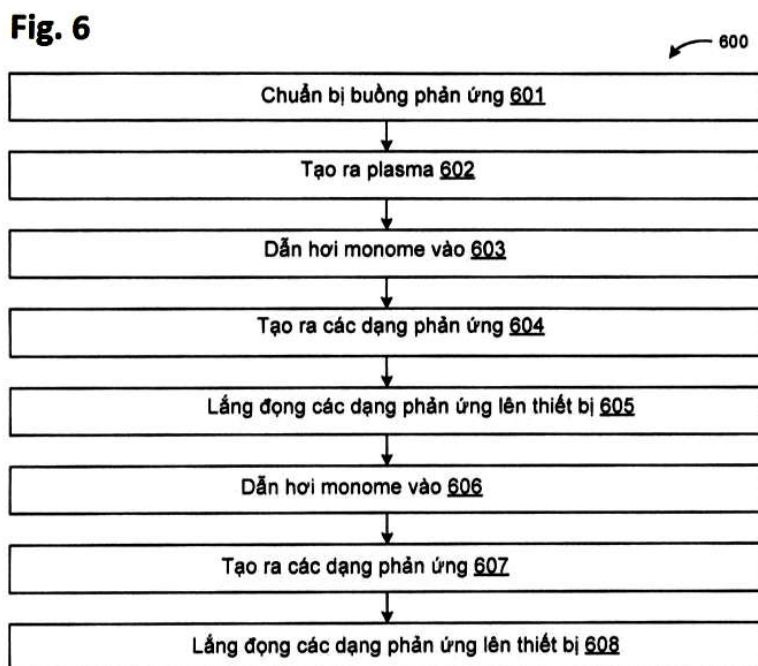 Fig. 6
600
Chuẩn bị buồng phản ứng 601
Tạo ra plasma 602
Dẫn hơi monome vào 603
Tạo ra các dạng phản ứng 604
Lắng đọng các dạng phản ứng lên thiết bị 605
Dẫn hơi monome vào 606
Tạo ra các dạng phản ứng 607
Lắng đọng các dạng phản ứng lên thiết bị 608